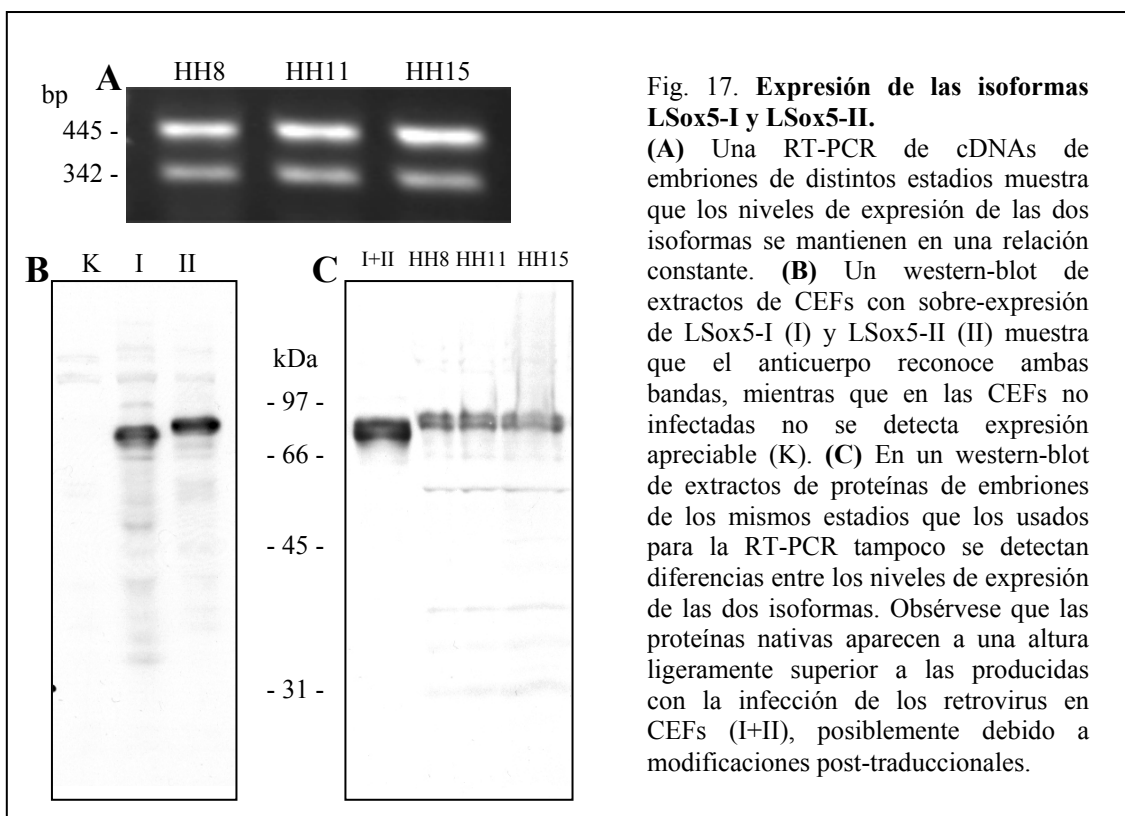 A
HH8 HH11 HH15
bp
445 -
342 -
B
K I II
C
I+II HH8 HH11 HH15
kDa
- 97 -
- 66 -
- 45 -
- 31 -
Fig. 17. Expresión de las isoformas
LSox5-I y LSox5-II.
(A) Una RT-PCR de cDNAs de
embriones de distintos estadios muestra
que los niveles de expresión de las dos
isoformas se mantienen en una relación
constante. (B) Un western-blot de
extractos de CEFs con sobre-expresión
de LSox5-I (I) y LSox5-II (II) muestra
que el anticuerpo reconoce ambas
bandas, mientras que en las CEFs no
infectadas no se detecta expresión
apreciable (K). (C) En un western-blot
de extractos de proteínas de embriones
de los mismos estadios que los usados
para la RT-PCR tampoco se detectan
diferencias entre los niveles de expresión
de las dos isoformas. Obsérvese que las
proteínas nativas aparecen a una altura
ligeramente superior a las producidas
con la infección de los retrovirus en
CEFs (I+II), posiblemente debido a
modificaciones post-traduccionales.